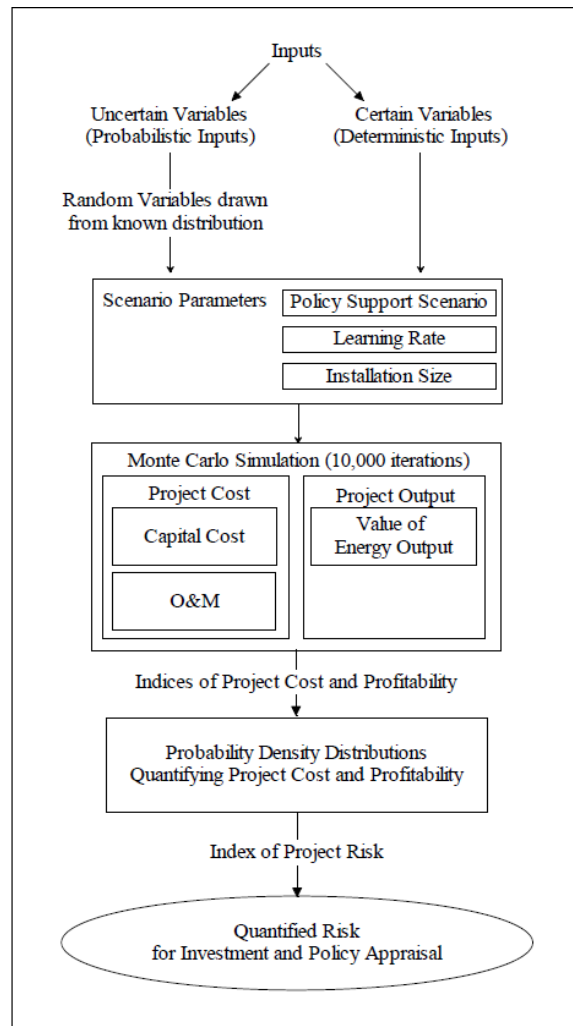 Inputs
Uncertain Variables
(Probabilistic Inputs)
Certain Variables
(Deterministic Inputs)
Random Variables drawn
from known distribution
Scenario Parameters
Policy Support Scenario
Learning Rate
Installation Size
Monte Carlo Simulation (10,000 iterations)
Project Cost
Capital Cost
O&M
Project Output
Value of
Energy Output
Indices of Project Cost and Profitability
Probability Density Distributions
Quantifying Project Cost and Profitability
Index of Project Risk
Quantified Risk
for Investment and Policy Appraisal